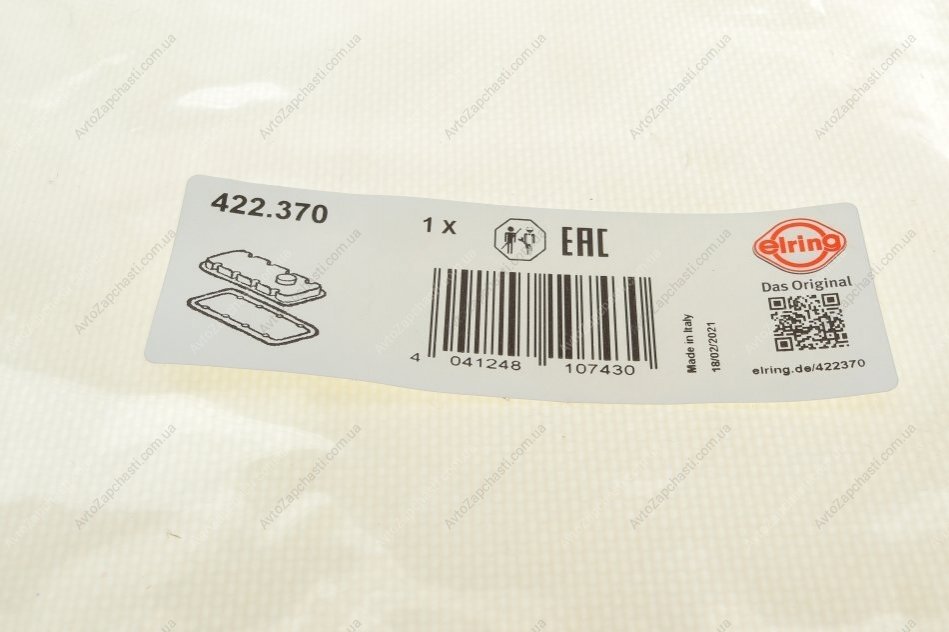 422.370
1 X
EAC
elring
Das Original
4 041248 107430
Made in Italy
18/02/2021
elring.de/422370
AvtoZapchasti.com.ua